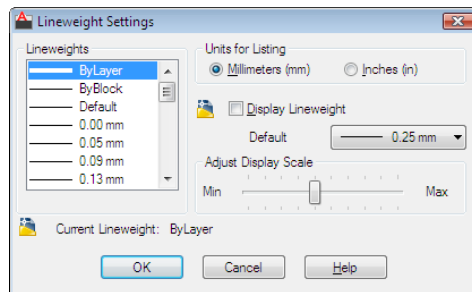 Lineweight Settings
Lineweights
ByLayer
ByBlock
Default
0.00 mm
0.05 mm
0.09 mm
0.13 mm
Units for Listing
Millimeters (mm) Inches (in)
Display Lineweight
Default 0.25 mm
Adjust Display Scale
Min Max
Current Lineweight: ByLayer
OK Cancel Help